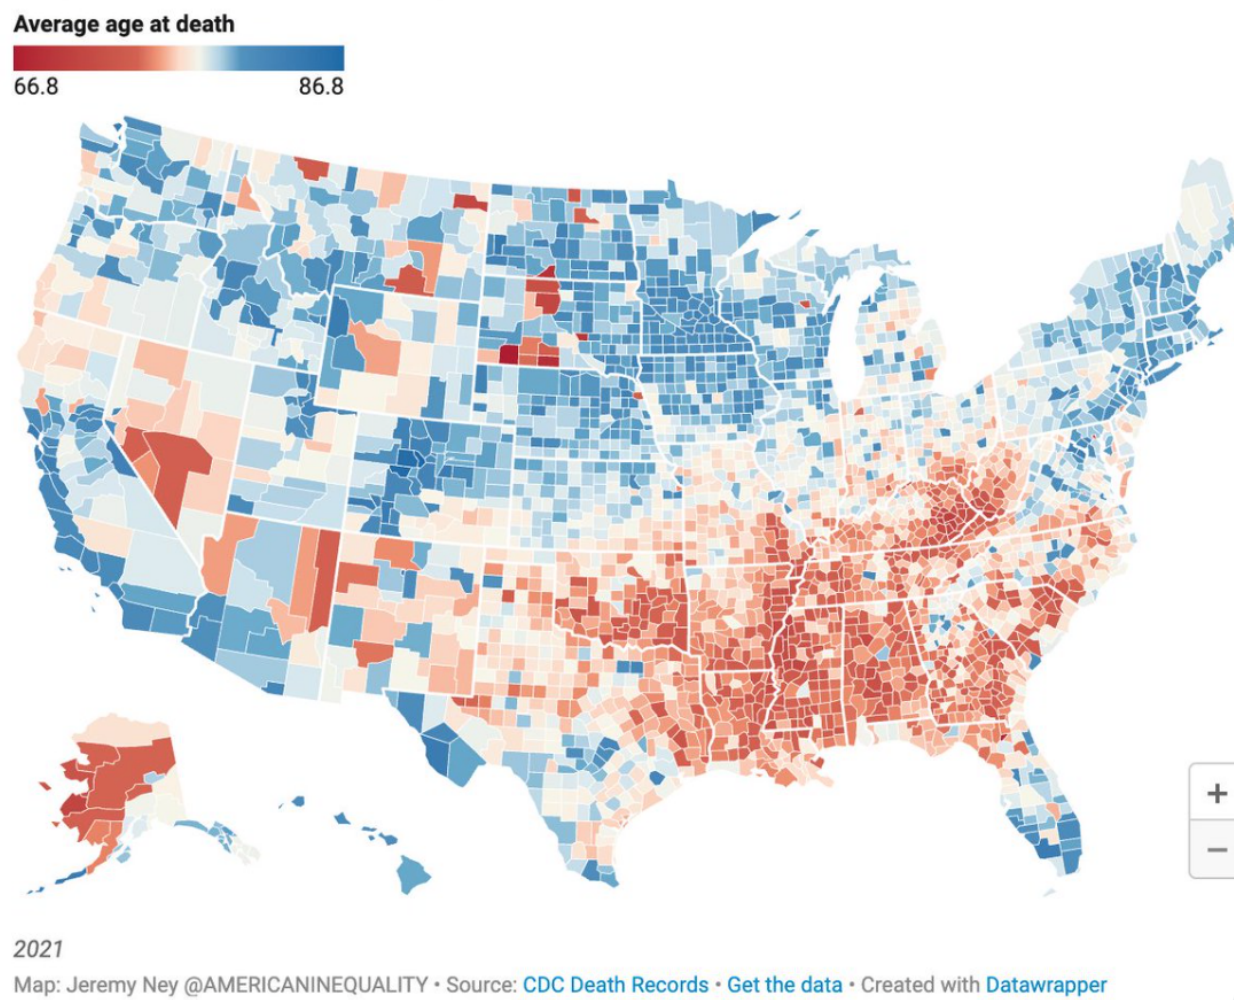 Average age at death
66.8 86.8
+
−
2021
Map: Jeremy Ney @AMERICANINEQUALITY • Source: CDC Death Records • Get the data • Created with Datawrapper